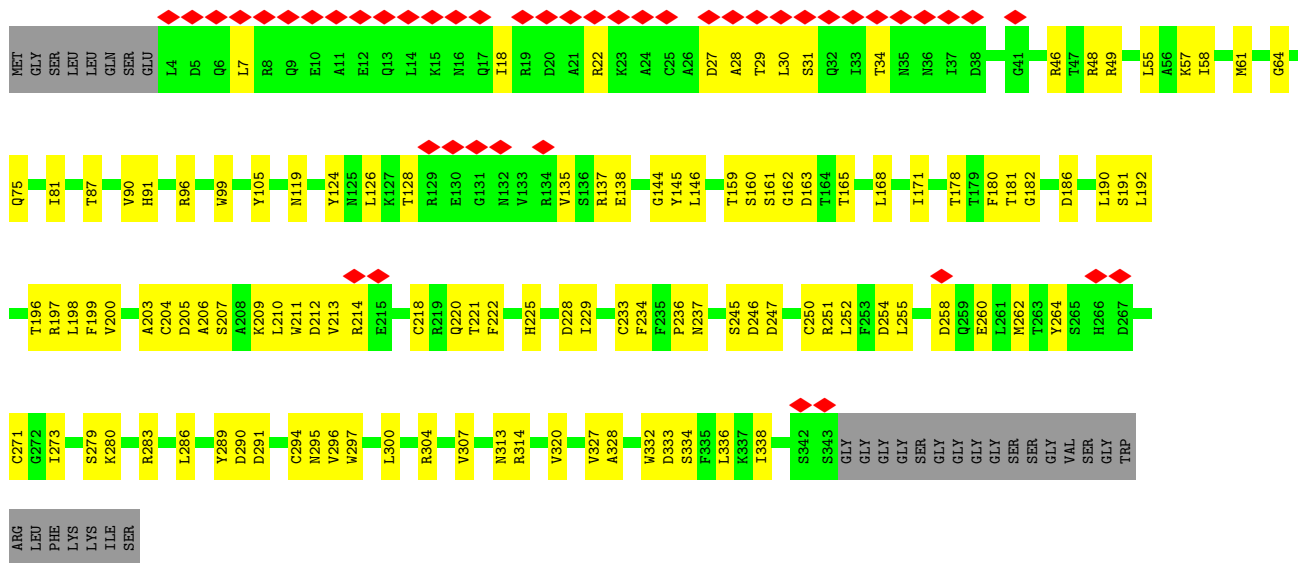 MET GLY SER LEU LEU GLN SER GLU L4 D5 Q6 L7 R8 Q9 E10 A11 E12 Q13 L14 K15 N16 Q17 I18 R19 D20 A21 R22 K23 A24 C25 A26 D27 A28 T29 L30 S31 Q32 I33 T34 N35 N36 I37 D38 G41 R46 T47 R48 R49 L55 A56 K57 I58 M61 G64
Q75 I81 T87 V90 H91 R96 W99 Y105 N119 Y124 N125 L126 K127 T128 R129 E130 G131 N132 V133 R134 V135 S136 R137 E138 G144 Y145 L146 T159 S160 S161 G162 D163 T164 T165 L168 I171 T178 T179 F180 T181 G182 D186 L190 S191 L192
T196 R197 L198 F199 V200 A203 C204 D205 A206 S207 A208 K209 L210 W211 D212 V213 R214 E215 C218 R219 Q220 T221 F222 H225 D228 I229 C233 F234 F235 P236 N237 S245 D246 D247 C250 R251 L252 F253 D254 L255 D258 Q259 E260 L261 M262 T263 Y264 S265 H266 D267
C271 G272 I273 S279 K280 R283 L286 Y289 D290 D291 C294 N295 V296 W297 L300 R304 V307 N313 R314 V320 V327 A328 W332 D333 S334 F335 L336 K337 I338 S342 S343 GLY GLY GLY GLY SER GLY GLY GLY GLY SER SER GLY VAL SER GLY TRP
ARG LEU PHE LYS LYS ILE SER